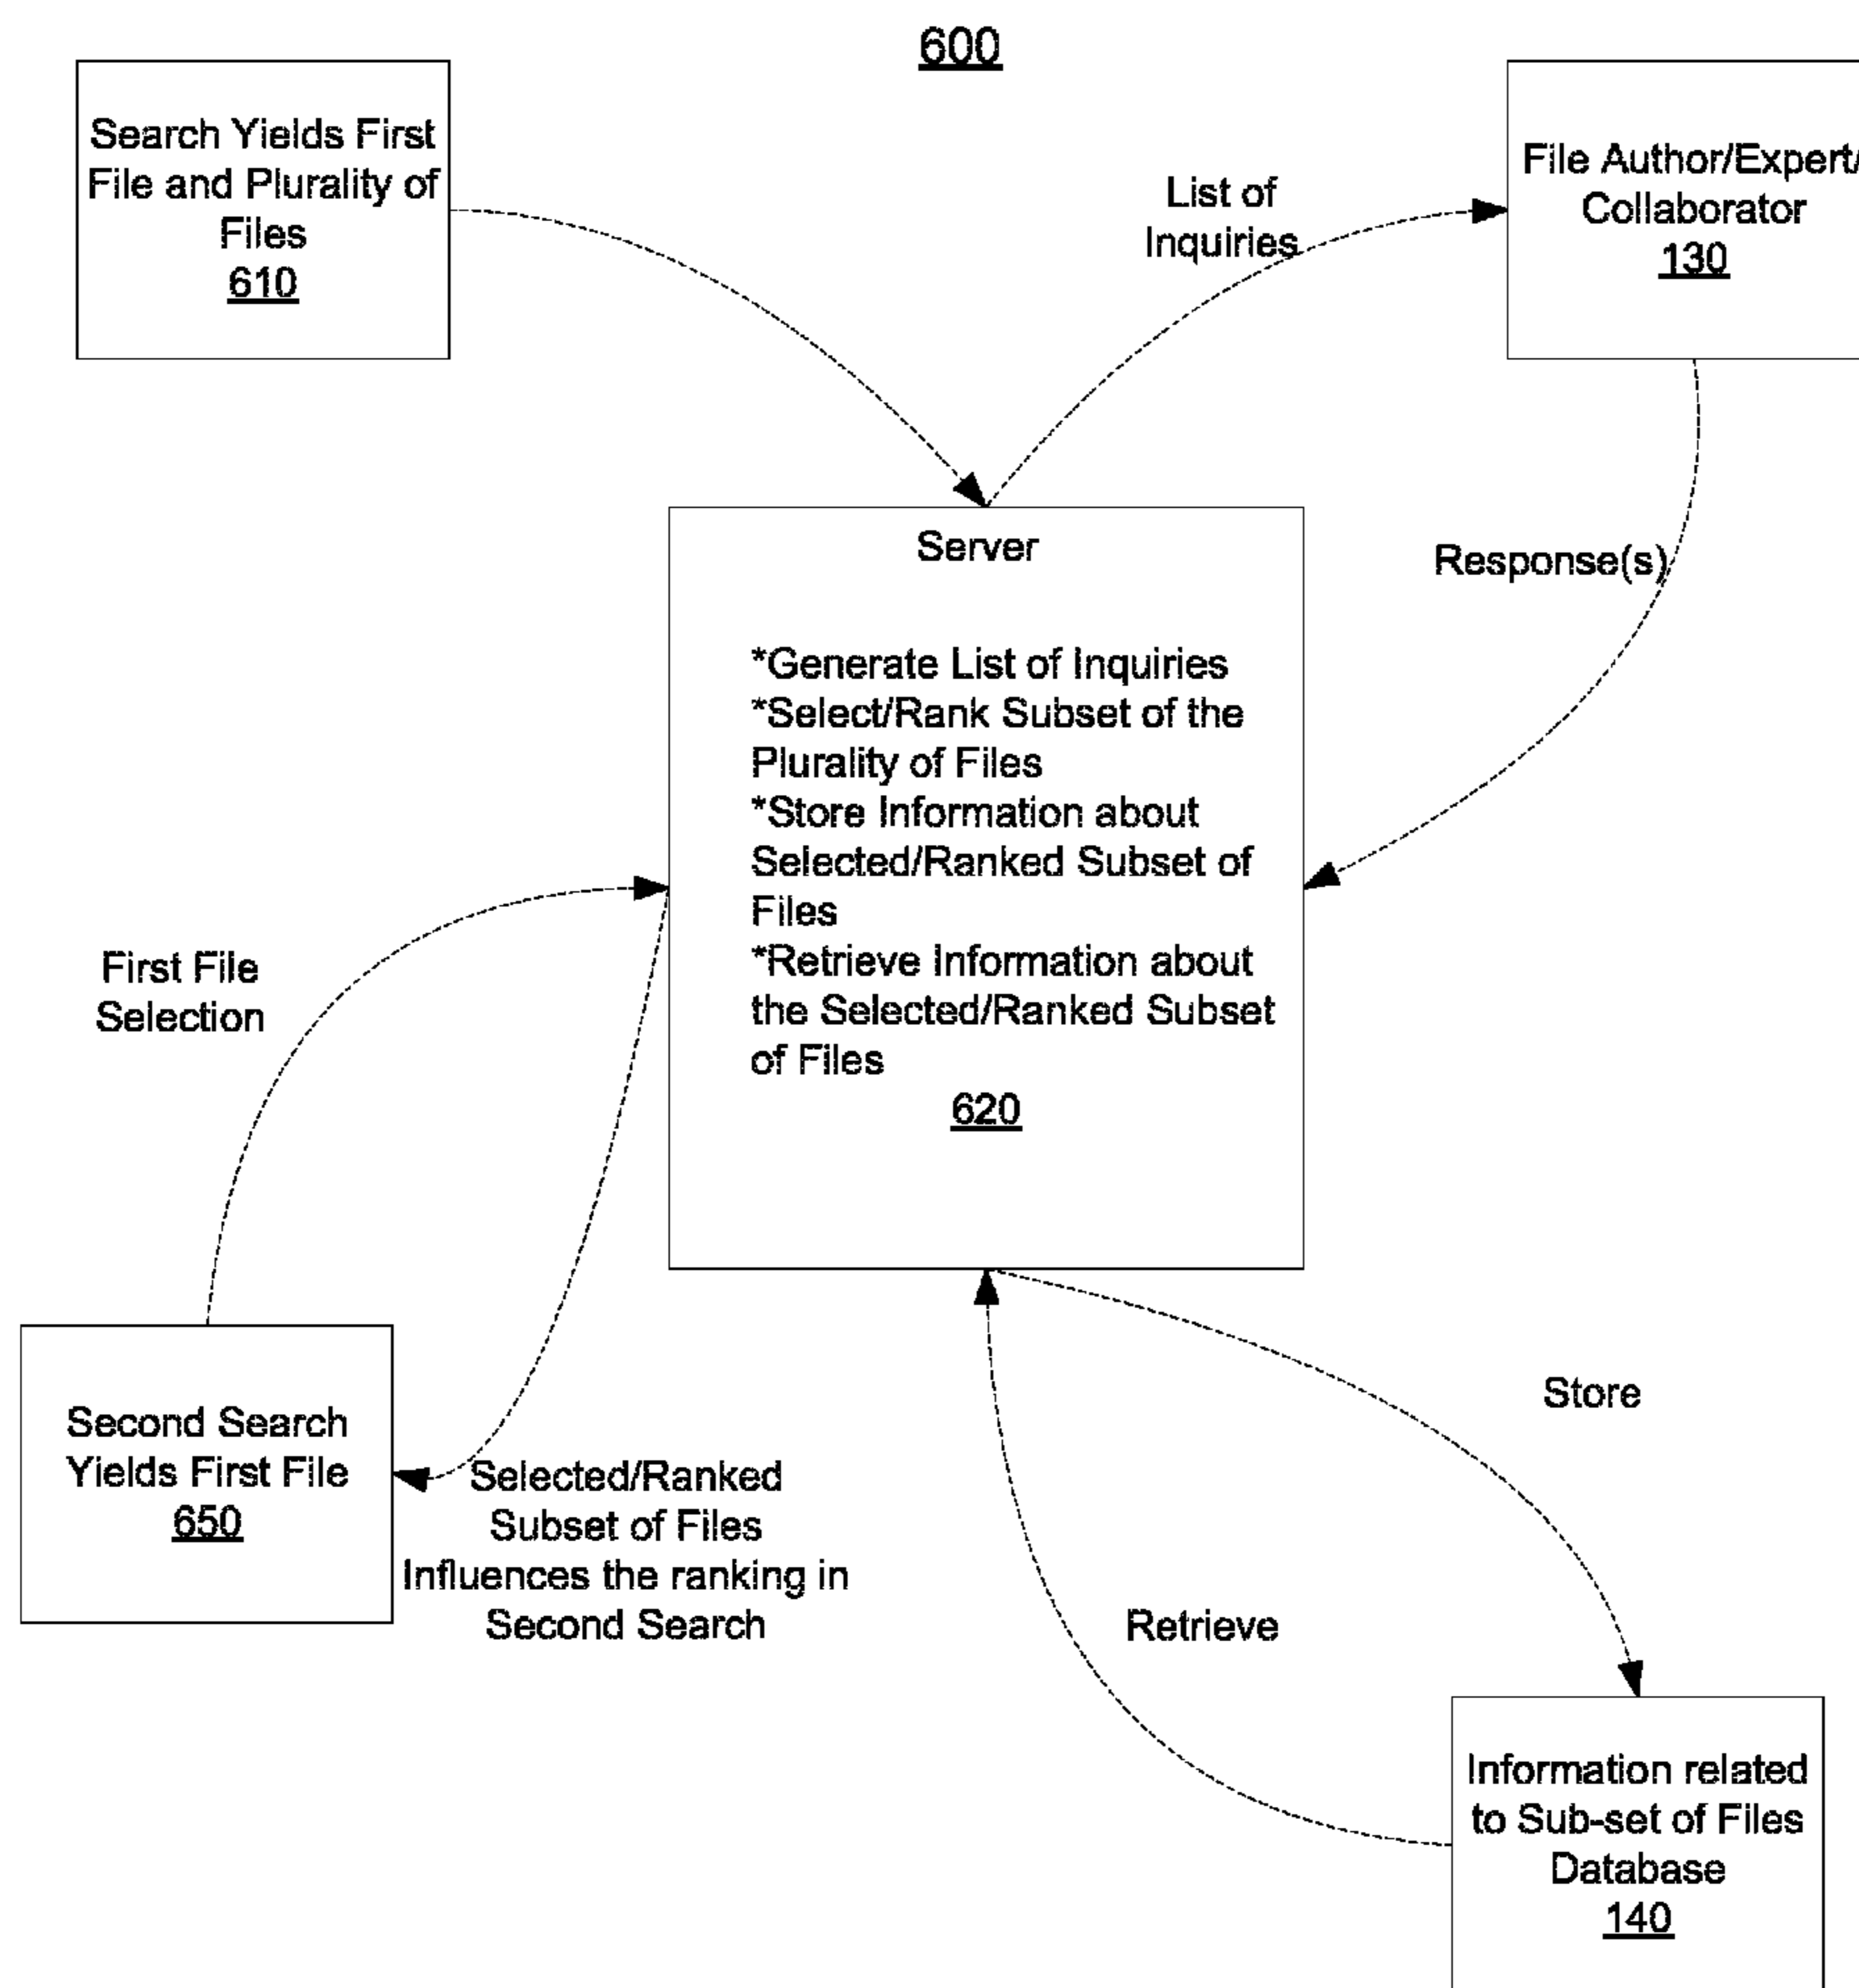 600
Search Yields First
File and Plurality of
Files
610
List of
Inquiries
File Author/Expert/
Collaborator
130
Response(s)
Server
*Generate List of Inquiries
*Select/Rank Subset of the
Plurality of Files
*Store Information about
Selected/Ranked Subset of
Files
*Retrieve Information about
the Selected/Ranked Subset
of Files
620
First File
Selection
Second Search
Yields First File
650
Selected/Ranked
Subset of Files
Influences the ranking in
Second Search
Store
Retrieve
Information related
to Sub-set of Files
Database
140